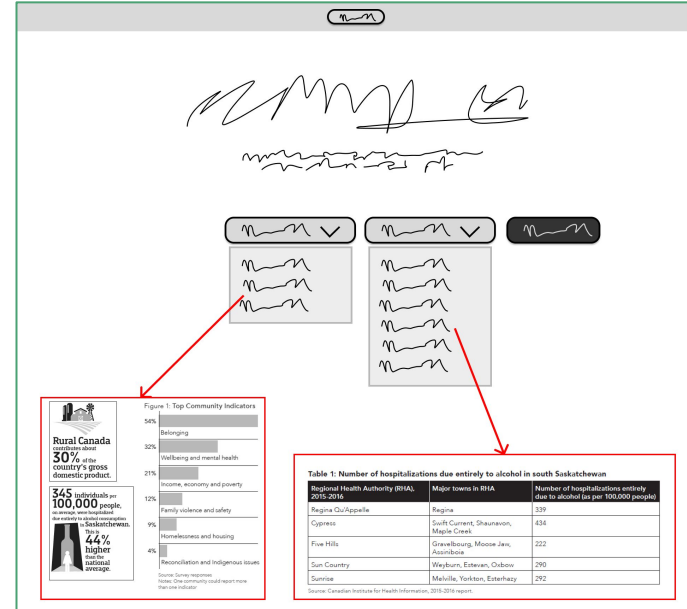 Rural Canada
contributes about
30% of the
country's gross
domestic product.
345 individuals per
100,000 people,
on average, were hospitalized
due entirely to alcohol consumption
in Saskatchewan.
This is
44%
higher
than the
national
average.
Figure 1: Top Community Indicators
54%
Belonging
32%
Wellbeing and mental health
21%
Income, economy and poverty
12%
Family violence and safety
9%
Homelessness and housing
4%
Reconciliation and Indigenous issues
Source: Survey responses
Notes: One community could report more
than one indicator
Table 1: Number of hospitalizations due entirely to alcohol in south Saskatchewan
Regional Health Authority (RHA), 2015-2016 Major towns in RHA Number of hospitalizations entirely due to alcohol (as per 100,000 people)
Regina Qu'Appelle Regina 339
Cypress Swift Current, Shaunavon, Maple Creek 434
Five Hills Gravelbourg, Moose Jaw, Assiniboia 222
Sun Country Weyburn, Estevan, Oxbow 290
Sunrise Melville, Yorkton, Esterhazy 292
Source: Canadian Institute for Health Information, 2015-2016 report.